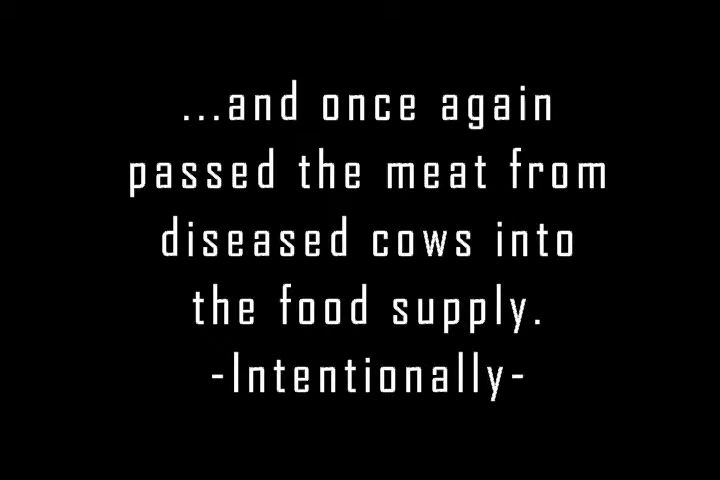 ...and once again
passed the meat from
diseased cows into
the food supply.
-Intentionally-